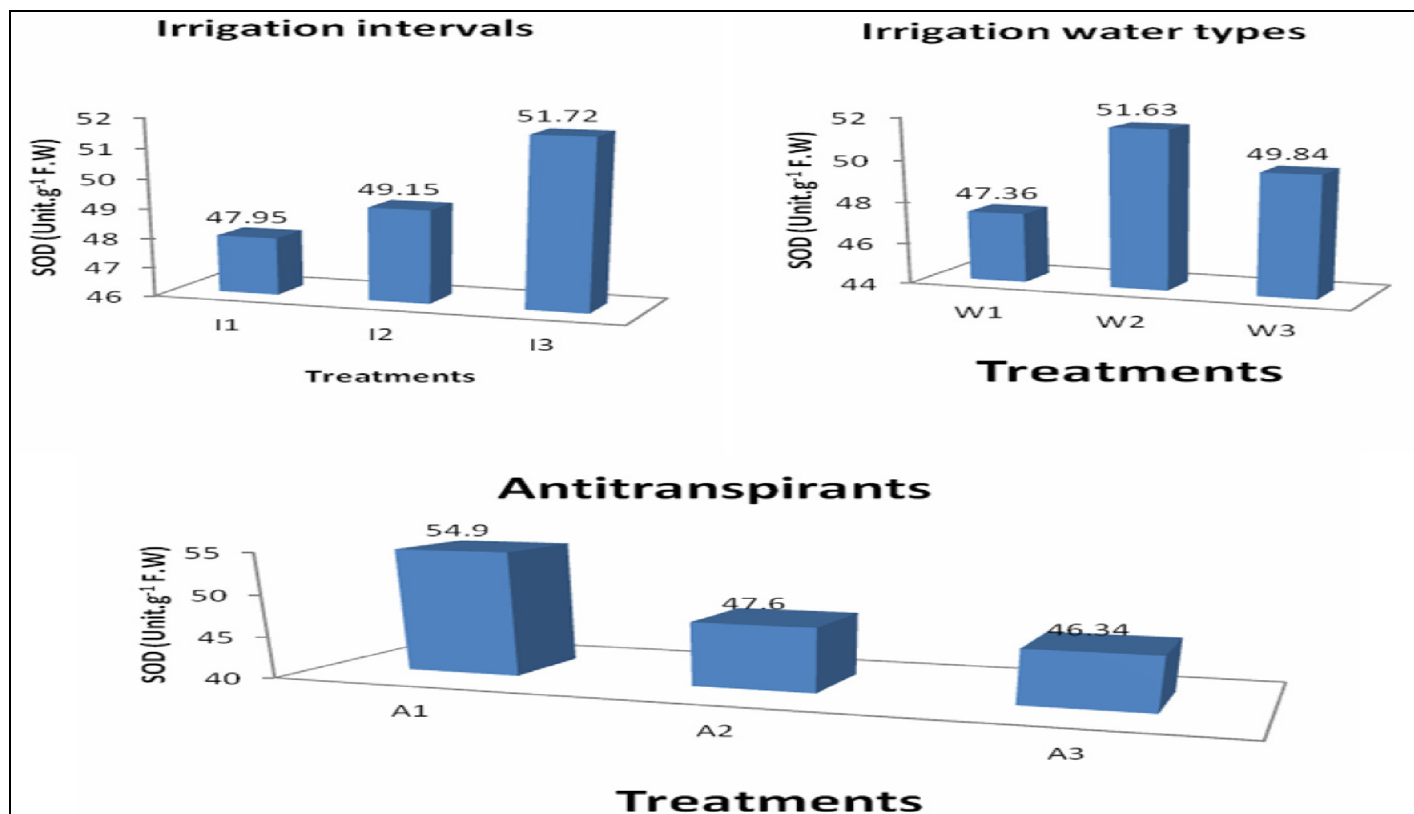 Irrigation intervals
SOD (Unit.g⁻¹ F.W)
52
51
50
49
48
47
46
47.95
49.15
51.72
I1
I2
I3
Treatments
Irrigation water types
SOD (Unit.g⁻¹ F.W)
52
50
48
46
44
47.36
51.63
49.84
W1
W2
W3
Treatments
Antitranspirants
SOD (Unit.g⁻¹ F.W)
55
50
45
40
54.9
47.6
46.34
A1
A2
A3
Treatments